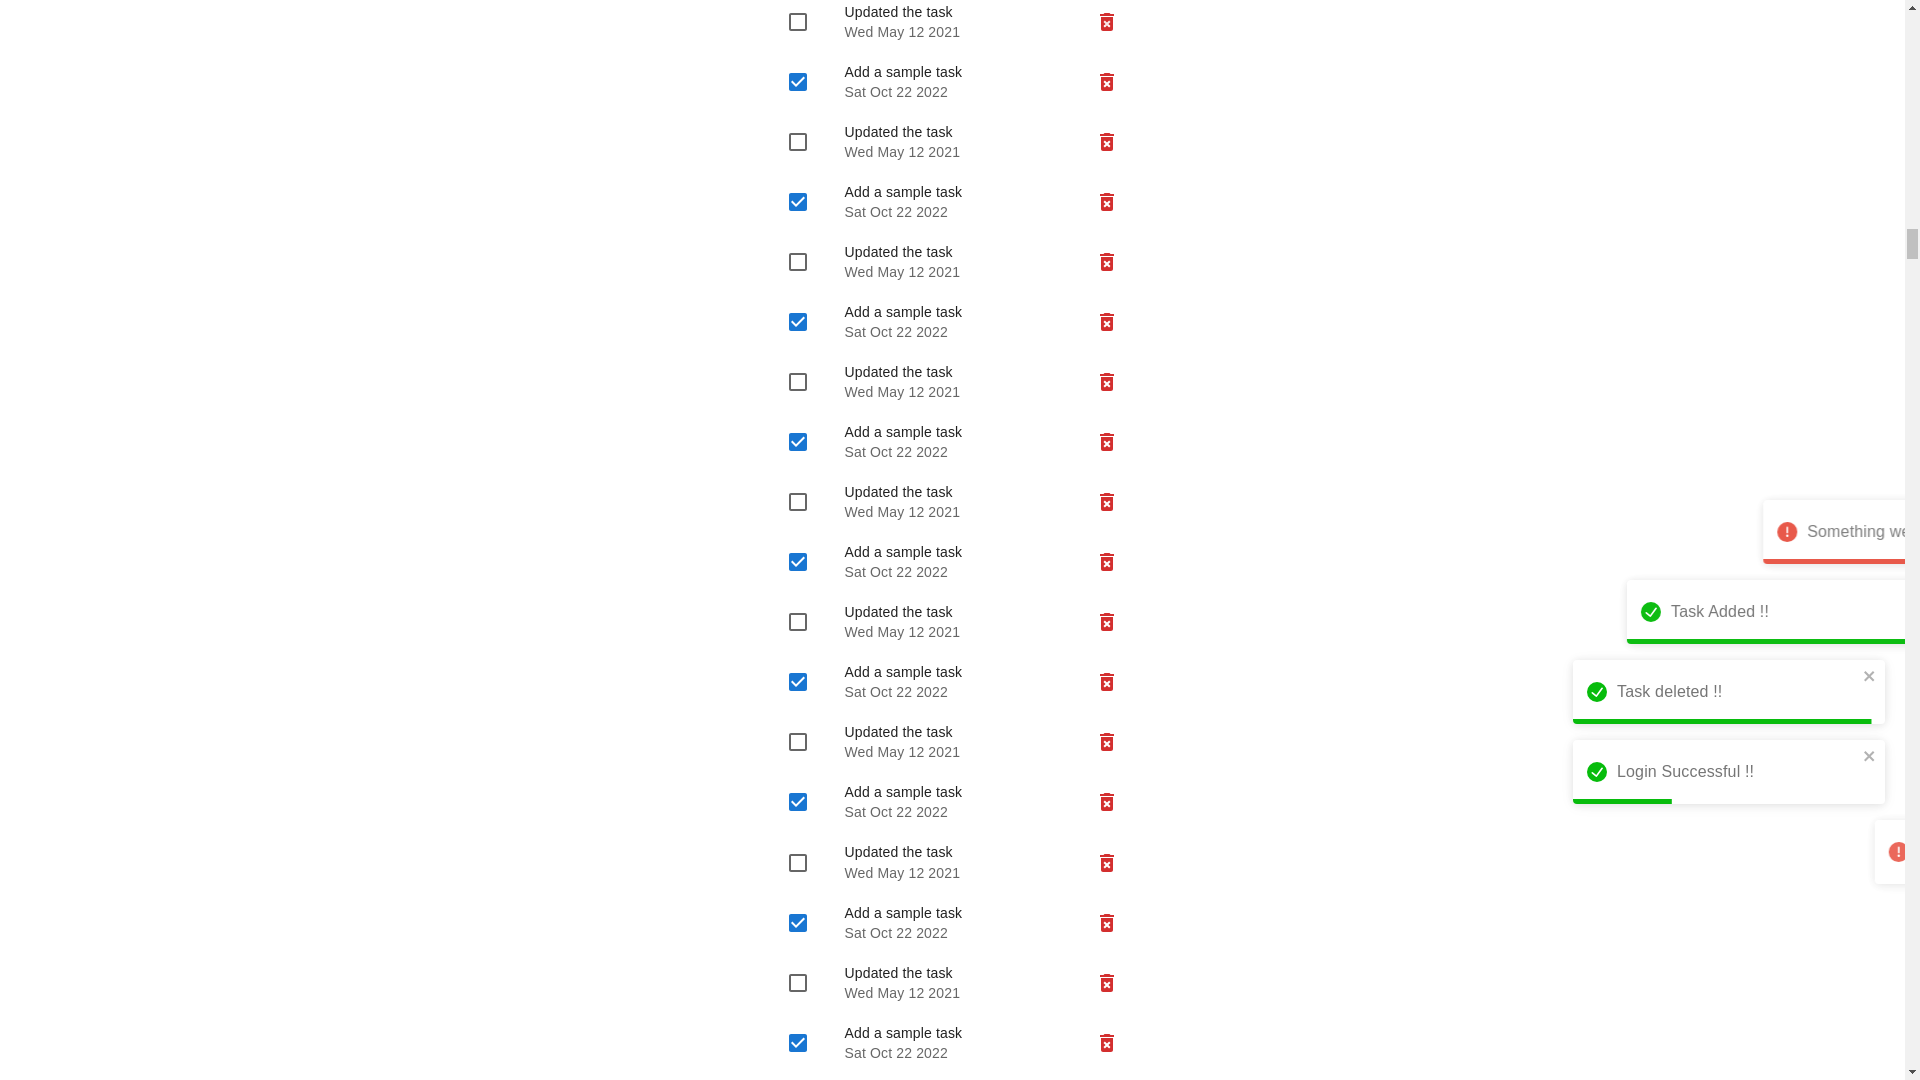 Updated the task
Wed May 12 2021
Add a sample task
Sat Oct 22 2022
Updated the task
Wed May 12 2021
Add a sample task
Sat Oct 22 2022
Updated the task
Wed May 12 2021
Add a sample task
Sat Oct 22 2022
Updated the task
Wed May 12 2021
Add a sample task
Sat Oct 22 2022
Updated the task
Wed May 12 2021
Add a sample task
Sat Oct 22 2022
Updated the task
Wed May 12 2021
Add a sample task
Sat Oct 22 2022
Updated the task
Wed May 12 2021
Add a sample task
Sat Oct 22 2022
Updated the task
Wed May 12 2021
Add a sample task
Sat Oct 22 2022
Updated the task
Wed May 12 2021
Add a sample task
Sat Oct 22 2022
Something we
Task Added !!
Task deleted !!
Login Successful !!